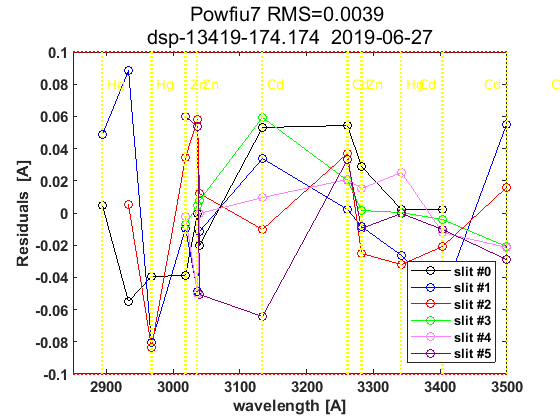 Powfiu7 RMS=0.0039
dsp-13419-174.174 2019-06-27
Residuals [A]
0.1
0.08
0.06
0.04
0.02
0
-0.02
-0.04
-0.06
-0.08
-0.1
Hg Zn Zn Cd Cd Zn Hg Cd Cd
slit #0
slit #1
slit #2
slit #3
slit #4
slit #5
2900 3000 3100 3200 3300 3400 3500
wavelength [A]